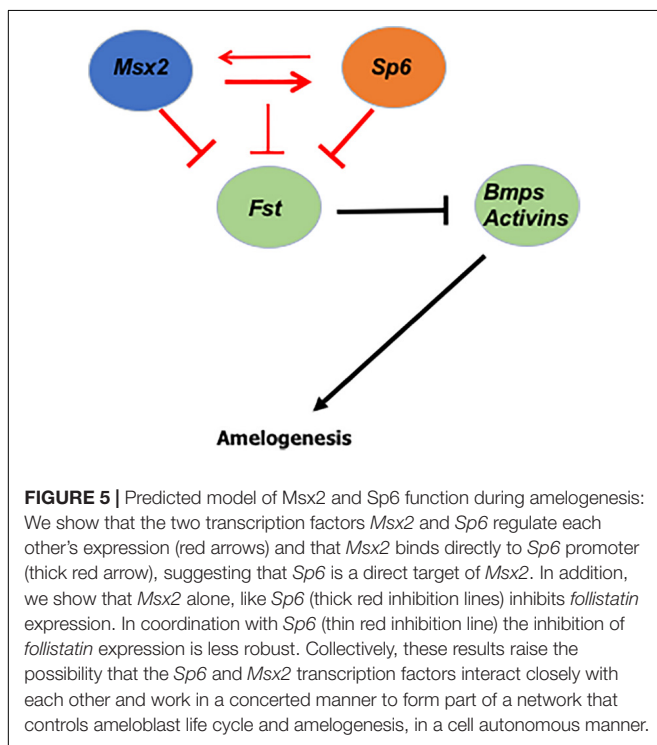 Msx2
Sp6
Fst
Bmps
Activins
Amelogenesis
FIGURE 5 | Predicted model of Msx2 and Sp6 function during amelogenesis:
We show that the two transcription factors Msx2 and Sp6 regulate each
other's expression (red arrows) and that Msx2 binds directly to Sp6 promoter
(thick red arrow), suggesting that Sp6 is a direct target of Msx2. In addition,
we show that Msx2 alone, like Sp6 (thick red inhibition lines) inhibits follistatin
expression. In coordination with Sp6 (thin red inhibition line) the inhibition of
follistatin expression is less robust. Collectively, these results raise the
possibility that the Sp6 and Msx2 transcription factors interact closely with
each other and work in a concerted manner to form part of a network that
controls ameloblast life cycle and amelogenesis, in a cell autonomous manner.